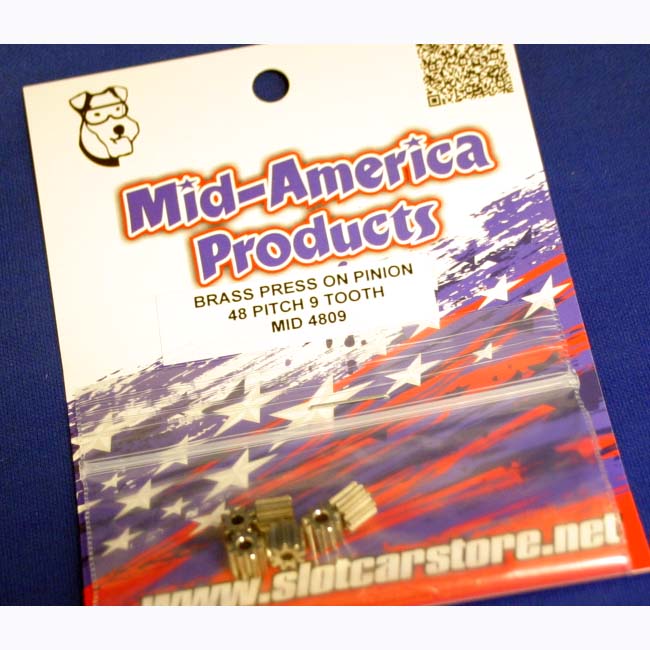 Mid-America
Products
BRASS PRESS ON PINION
48 PITCH 9 TOOTH
MID 4809
www.slotcarstore.net